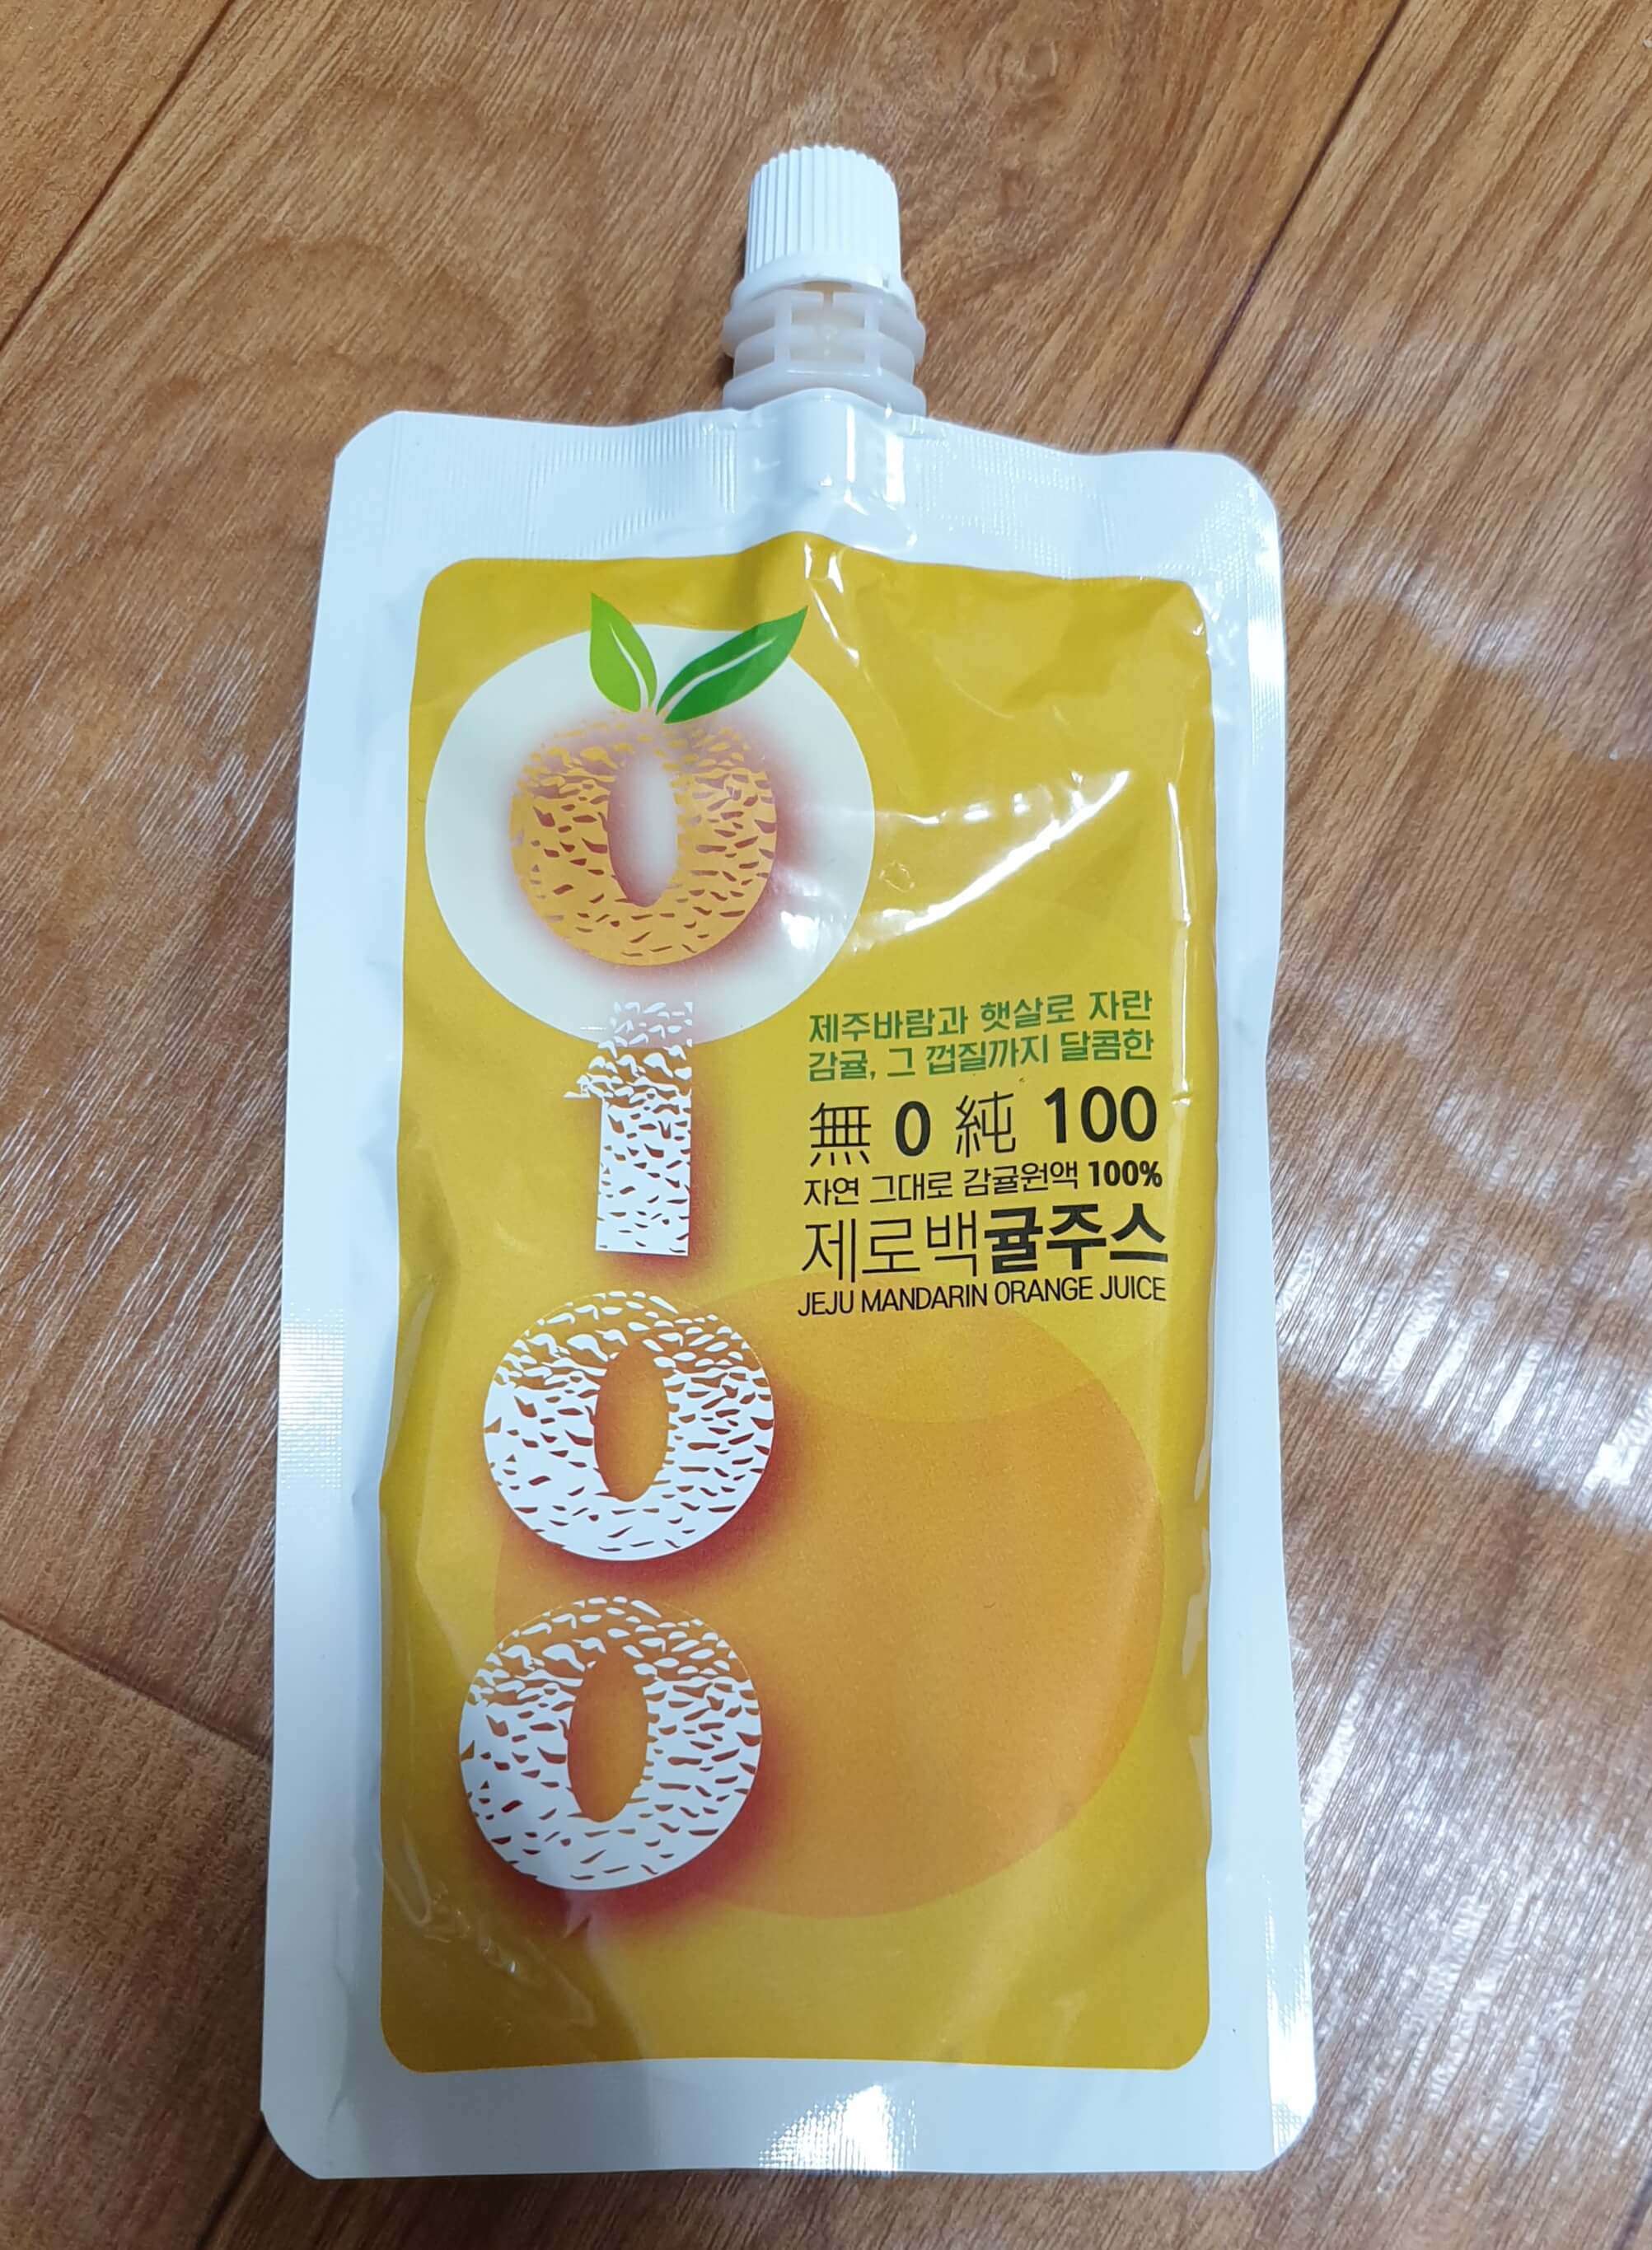 0
1
0
0
제주바람과 햇살로 자란
감귤, 그 껍질까지 달콤한
無 0 純 100
자연 그대로 감귤원액 100%
제로백귤주스
JEJU MANDARIN ORANGE JUICE